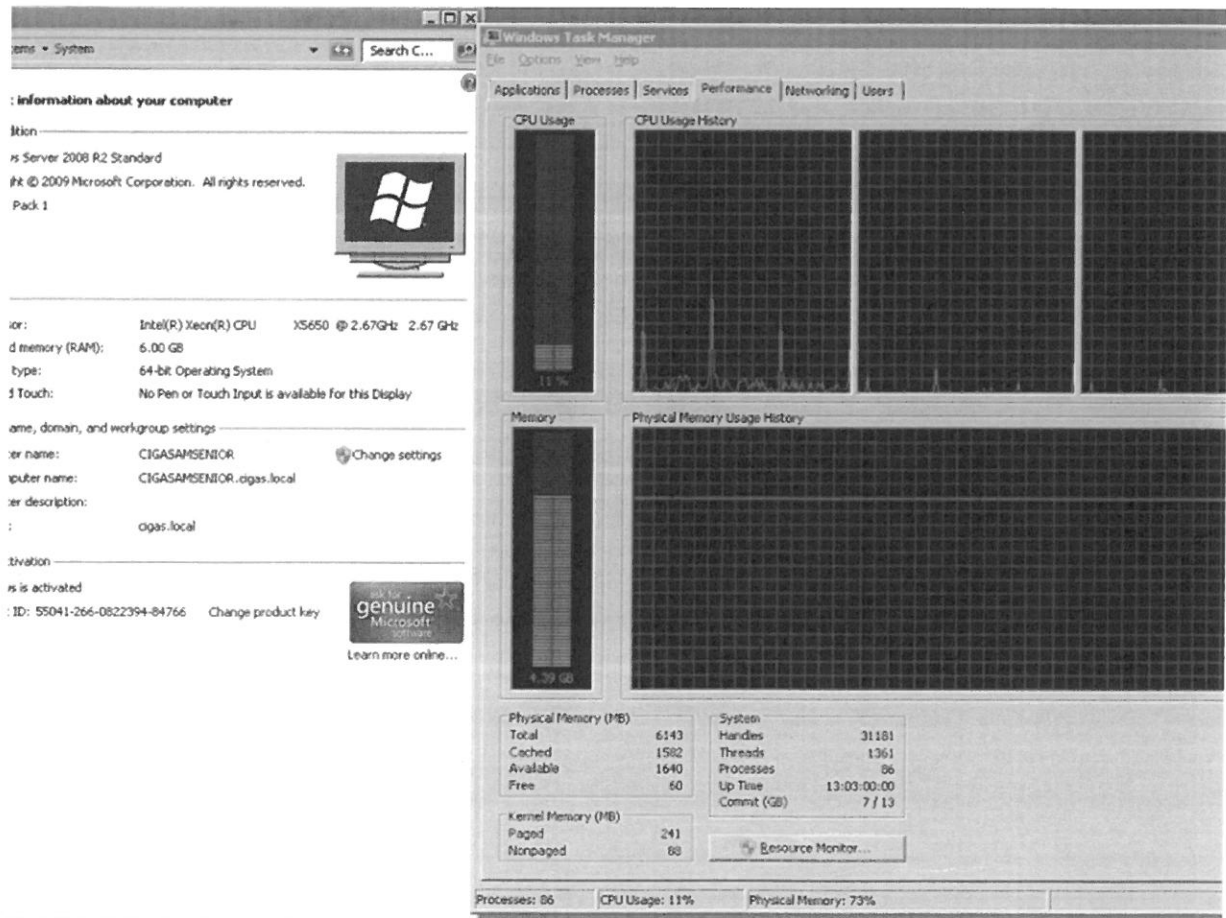 ems ▸ System
Search C...
: information about your computer
dition
vs Server 2008 R2 Standard
ght © 2009 Microsoft Corporation. All rights reserved.
Pack 1
sor: Intel(R) Xeon(R) CPU X5650 @ 2.67GHz 2.67 GHz
d memory (RAM): 6.00 GB
type: 64-bit Operating System
d Touch: No Pen or Touch Input is available for this Display
ame, domain, and workgroup settings
er name: CIGASAMSENIOR
Change settings
puter name: CIGASAMSENIOR.cigas.local
er description:
: cigas.local
tivation
vs is activated
: ID: 55041-266-0822394-84766 Change product key
ask for
genuine
Microsoft
software
Learn more online...
Windows Task Manager
File Options View Help
Applications Processes Services Performance Networking Users
CPU Usage
CPU Usage History
11 %
Memory
Physical Memory Usage History
4.39 GB
Physical Memory (MB)
Total 6143
Cached 1582
Available 1640
Free 60
Kernel Memory (MB)
Paged 241
Nonpaged 88
System
Handles 31181
Threads 1361
Processes 86
Up Time 13:03:00:00
Commit (GB) 7 / 13
Resource Monitor...
Processes: 86 CPU Usage: 11% Physical Memory: 73%